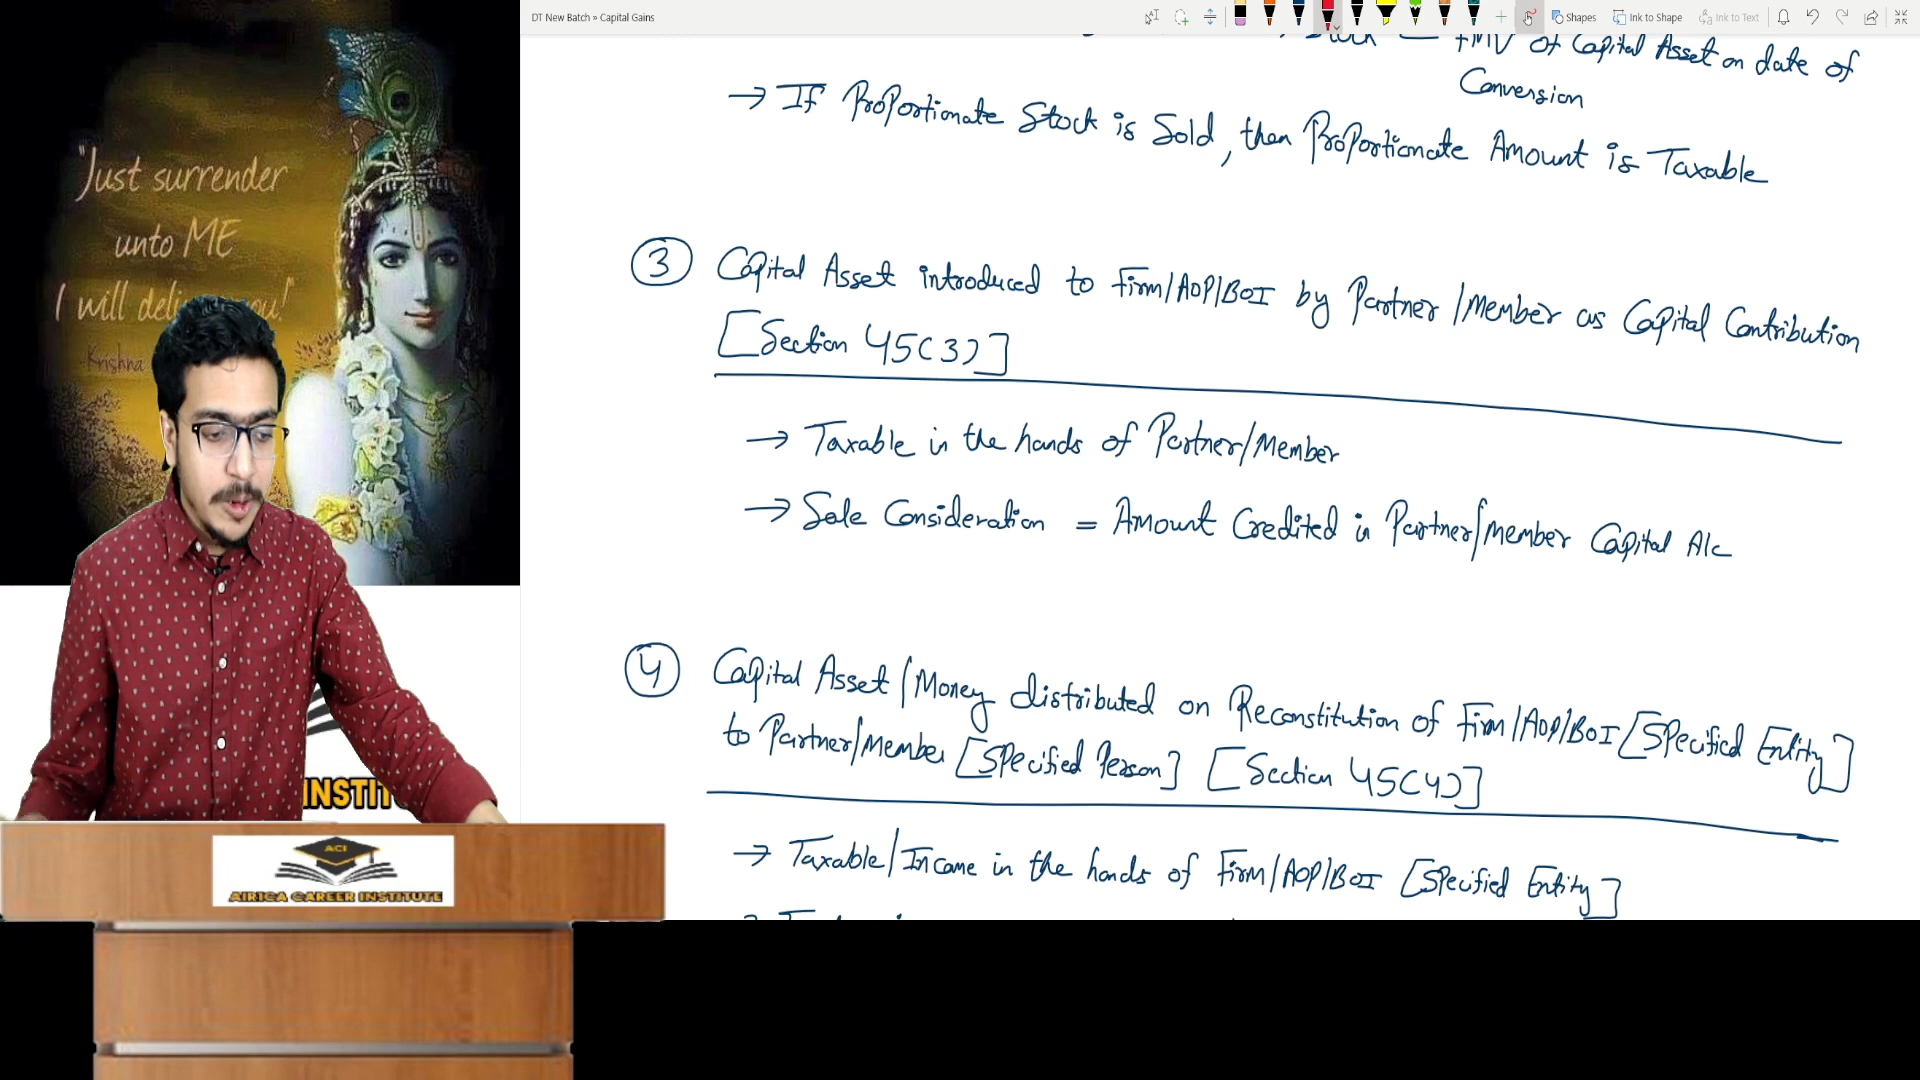 DT New Batch » Capital Gains
Shapes
Ink to Shape
Ink to Text
FMV of Capital Asset on date of
Conversion
→ If Proportionate Stock is Sold, then Proportionate Amount is Taxable
③ Capital Asset introduced to Firm/AOP/BOI by Partner/Member as Capital Contribution
[Section 45(3)]
→ Taxable in the hands of Partner/Member
→ Sale Consideration = Amount Credited in Partner/Member Capital A/c
④ Capital Asset/Money distributed on Reconstitution of Firm/AOP/BOI [Specified Entity]
to Partner/Member [Specified Person] [Section 45(4)]
→ Taxable/Income in the hands of Firm/AOP/BOI [Specified Entity]
"Just surrender
unto ME
I will you!"
Krishna
INSTIT
ACI
AIRICA CAREER INSTITUTE